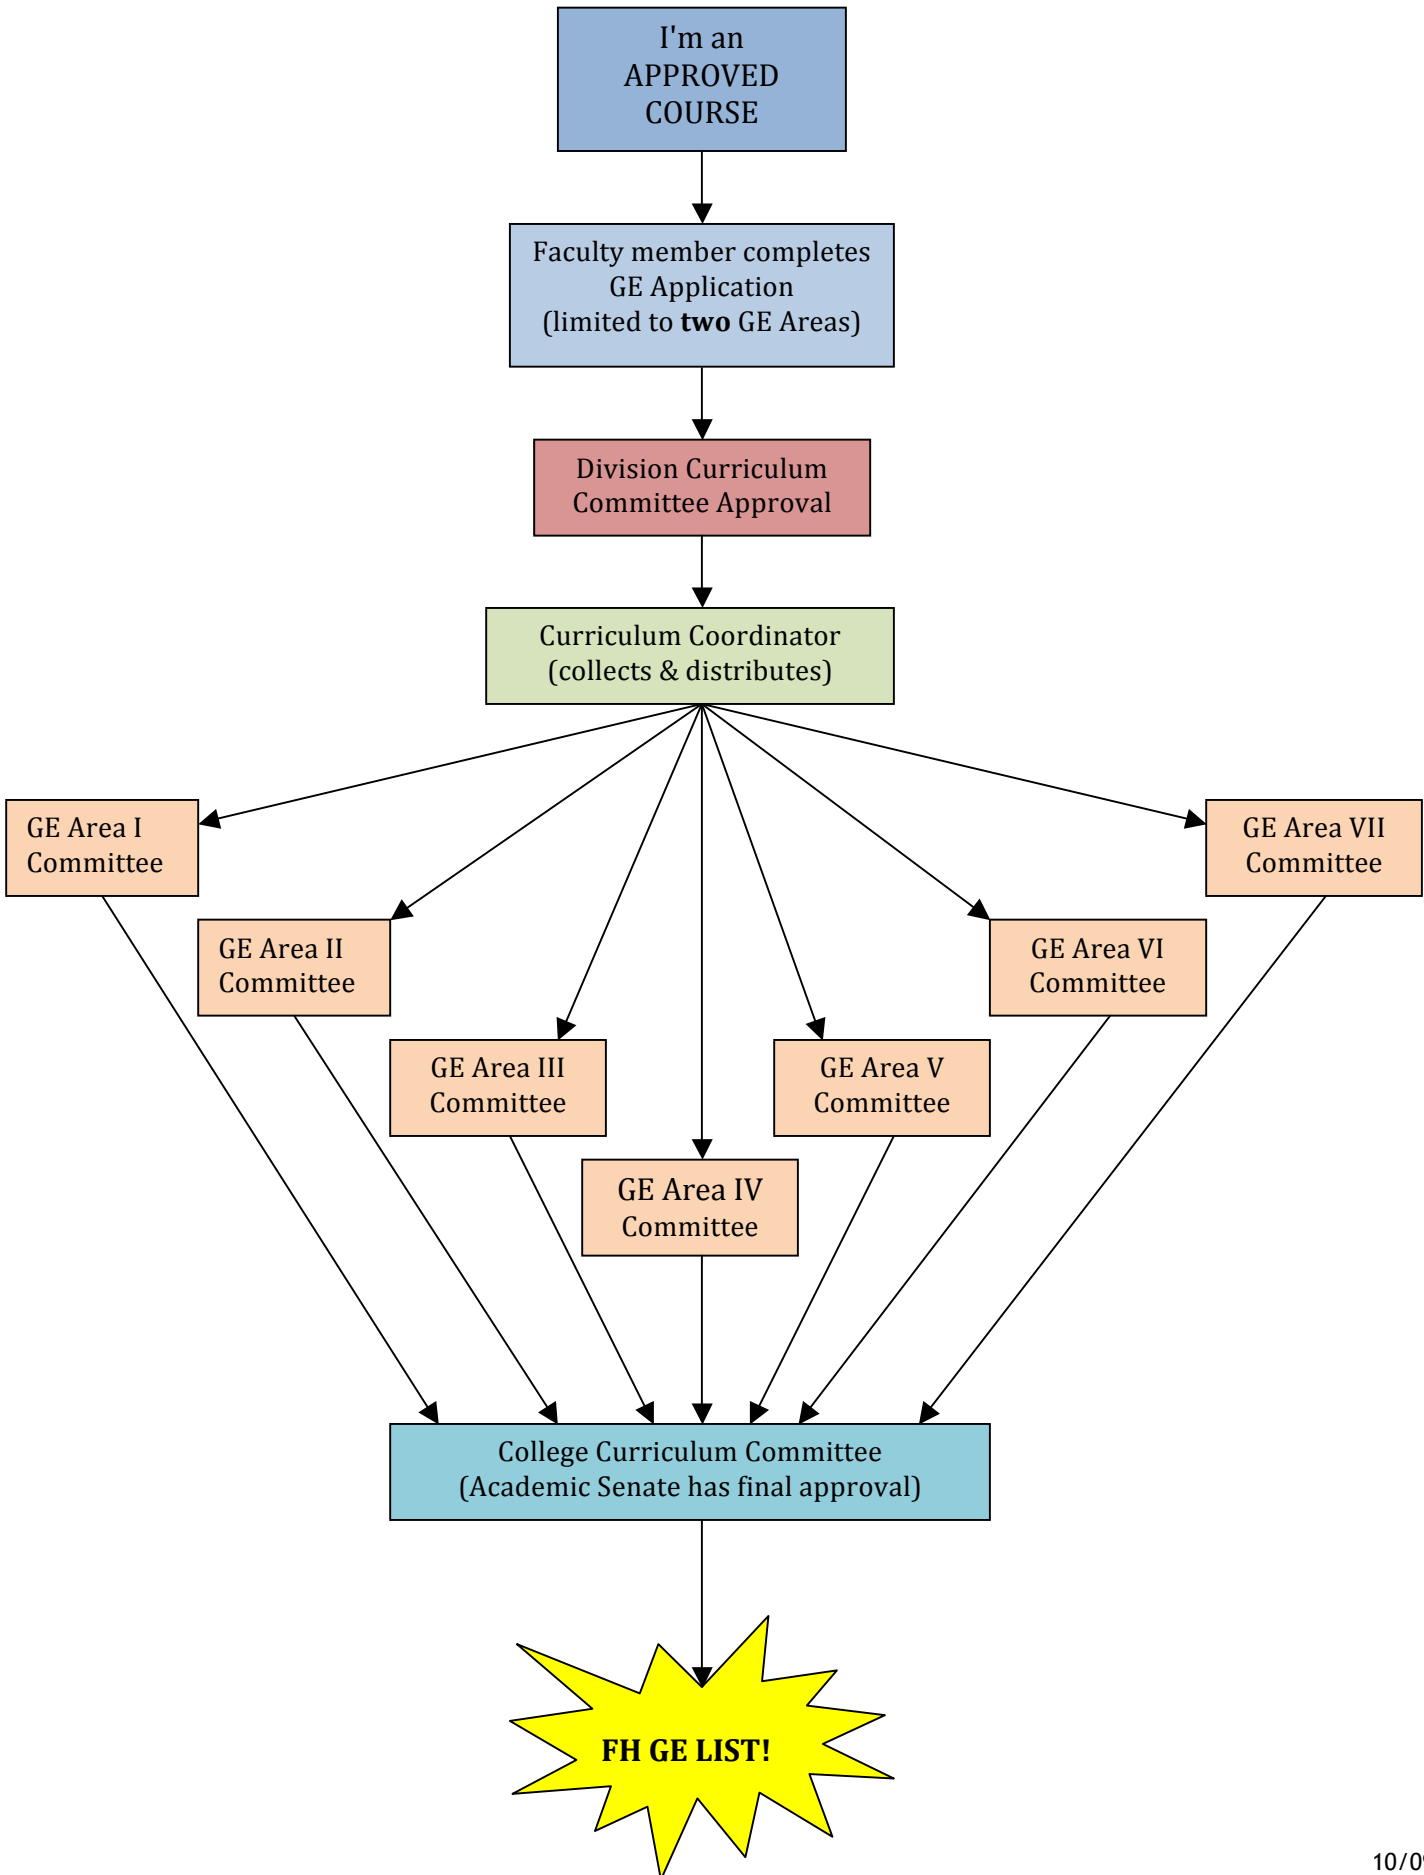 I'm an
APPROVED
COURSE
Faculty member completes
GE Application
(limited to two GE Areas)
Division Curriculum
Committee Approval
Curriculum Coordinator
(collects & distributes)
GE Area I
Committee
GE Area VII
Committee
GE Area II
Committee
GE Area VI
Committee
GE Area III
Committee
GE Area V
Committee
GE Area IV
Committee
College Curriculum Committee
(Academic Senate has final approval)
FH GE LIST!